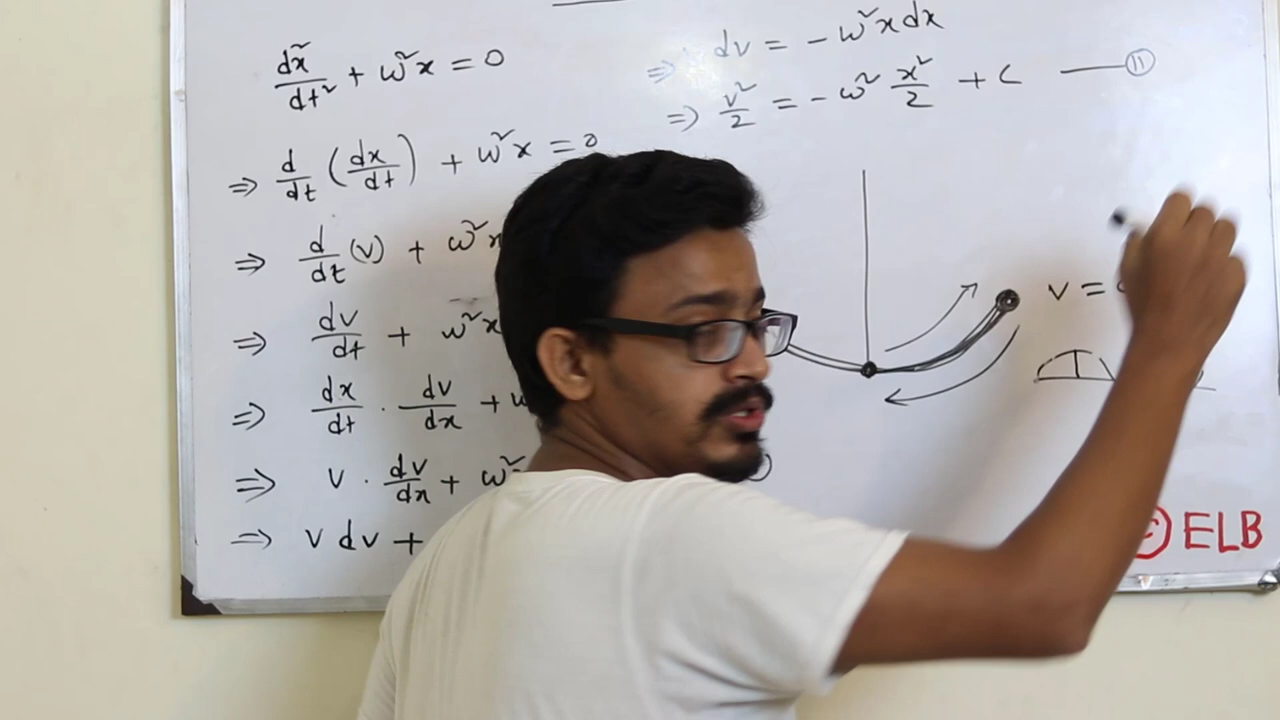 d²x/dt² + ω²x = 0
=> d/dt (dx/dt) + ω²x = 0
=> d/dt (v) + ω²x
=> dv/dt + ω²x
=> dx/dt · dv/dx +
=> v · dv/dx + ω²
=> v dv +
=> dv = - ω²x dx
=> v²/2 = - ω² x²/2 + c —— (11)
v =
ELB